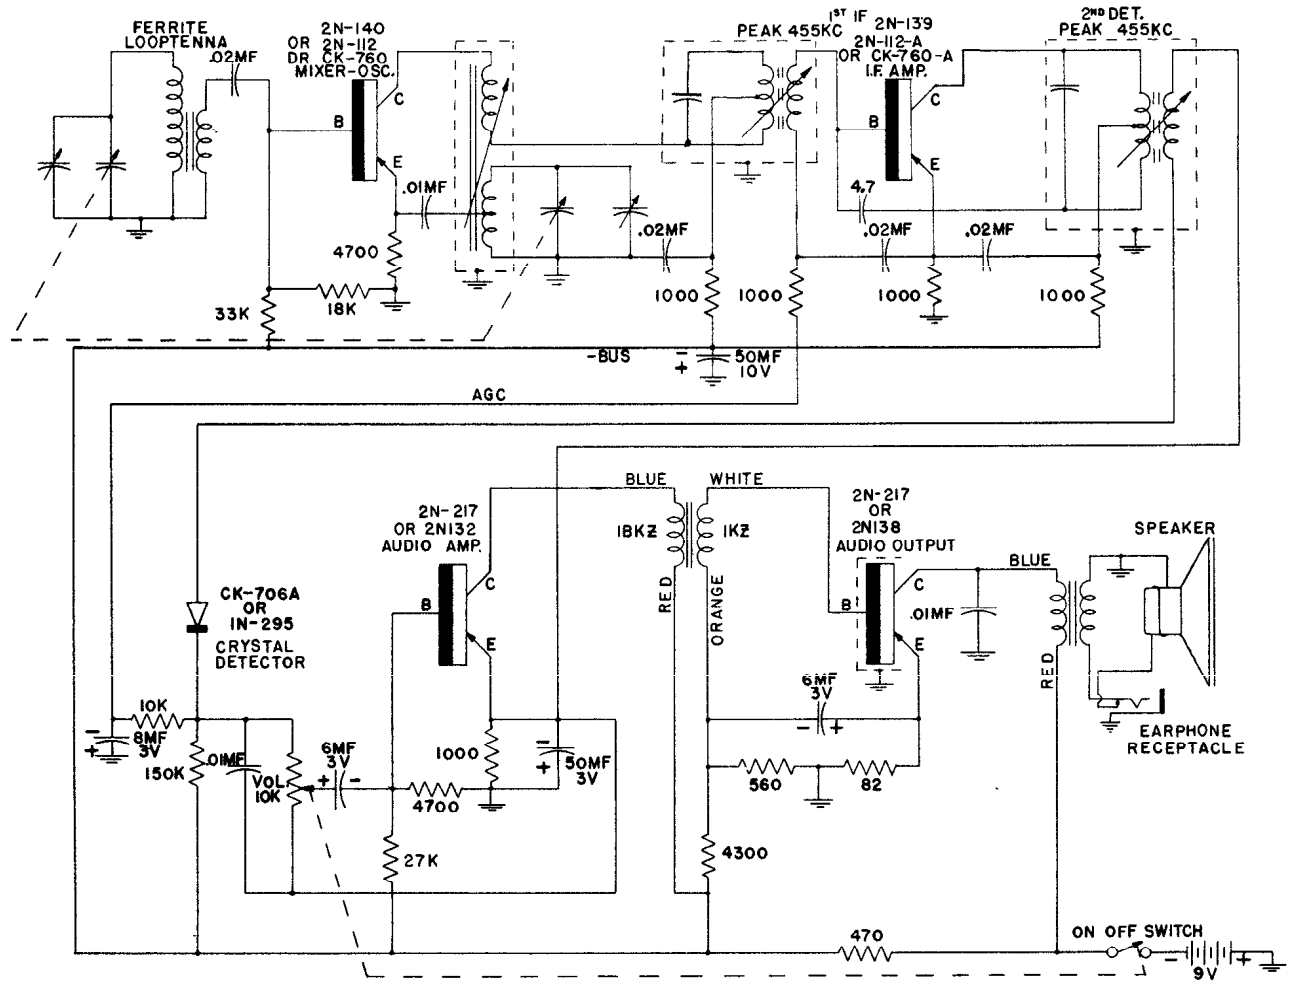 FERRITE
LOOPTENNA
.02MF
2N-140
OR 2N-112
DR CK-760
MIXER-OSC.
B
C
E
.01MF
4700
18K
33K
1ST IF
PEAK 455KC
2N-139
2N-112-A
OR CK-760-A
I.F. AMP.
B
C
E
2ND DET.
PEAK 455KC
4.7
.02MF
.02MF
.02MF
1000
1000
1000
1000
-BUS
-
+
50MF
10V
AGC
CK-706A
OR
IN-295
CRYSTAL
DETECTOR
2N-217
OR 2N132
AUDIO AMP.
B
C
E
BLUE
WHITE
18KZ
1KZ
RED
ORANGE
2N-217
OR
2N138
AUDIO OUTPUT
B
C
E
.01MF
BLUE
RED
SPEAKER
EARPHONE
RECEPTACLE
10K
-
+
8MF
3V
150K
.01MF
VOL.
10K
6MF
3V
+ -
4700
1000
-
+
50MF
3V
27K
6MF
3V
- +
560
82
4300
470
ON OFF SWITCH
- +
9V